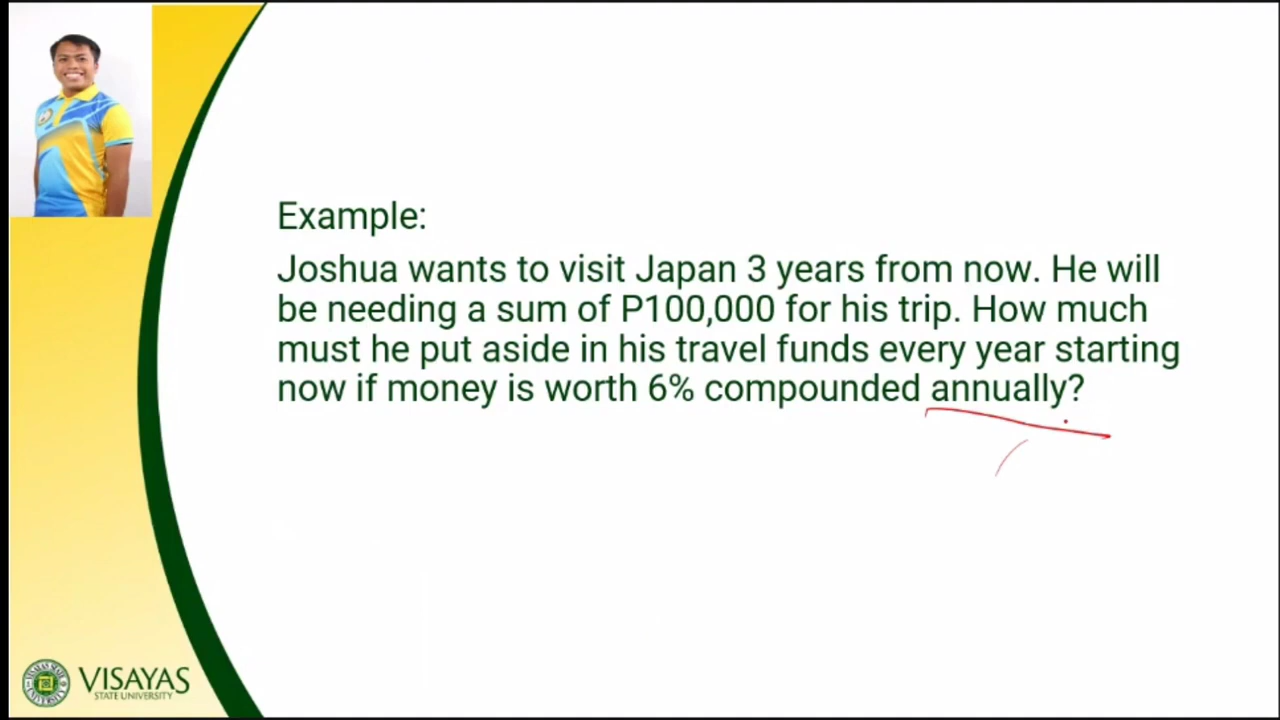 Example:
Joshua wants to visit Japan 3 years from now. He will
be needing a sum of P100,000 for his trip. How much
must he put aside in his travel funds every year starting
now if money is worth 6% compounded annually?
VISAYAS
STATE UNIVERSITY